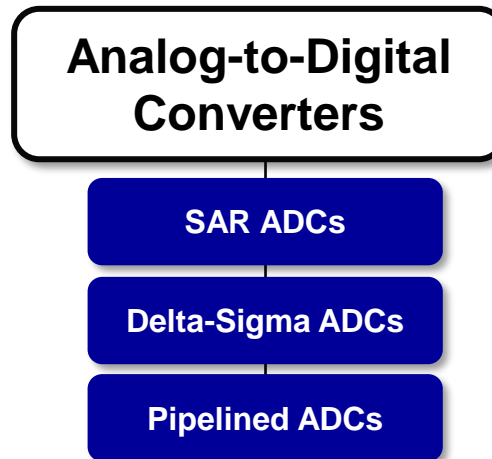 Analog-to-Digital
Converters
SAR ADCs
Delta-Sigma ADCs
Pipelined ADCs